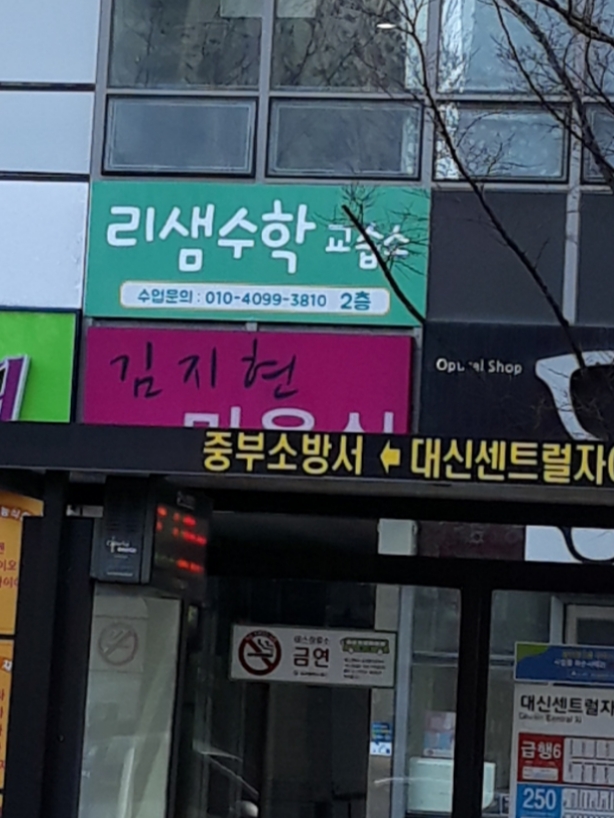 리샘수학 교습소
수업문의 : 010-4099-3810 2층
김지현
Optical Shop
중부소방서 ← 대신센트럴자
금연
대신센트럴자
급행6
250